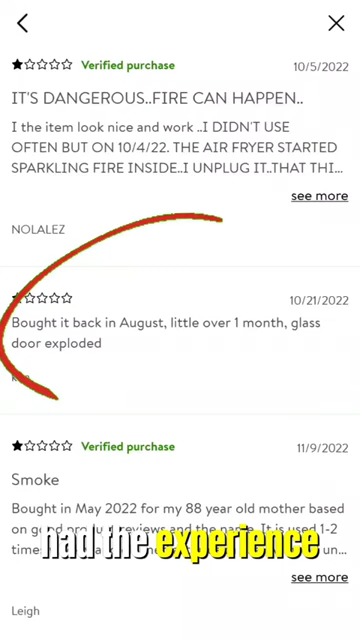 Verified purchase
10/5/2022
IT'S DANGEROUS..FIRE CAN HAPPEN..
I the item look nice and work ..I DIDN'T USE
OFTEN BUT ON 10/4/22. THE AIR FRYER STARTED
SPARKLING FIRE INSIDE..I UNPLUG IT..THAT THI...
see more
NOLALEZ
10/21/2022
Bought it back in August, little over 1 month, glass
door exploded
Verified purchase
11/9/2022
Smoke
Bought in May 2022 for my 88 year old mother based
on good product reviews and the name. It is used 1-2
had the experience
see more
Leigh